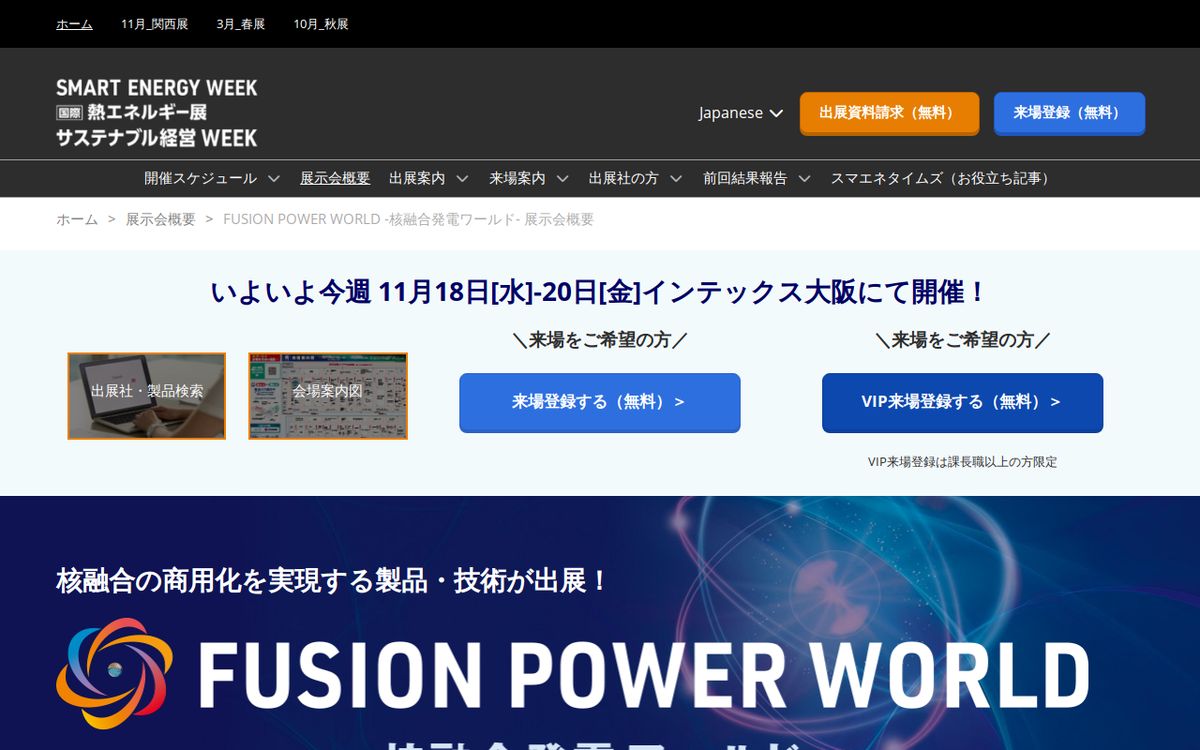 ホーム 11月_関西展 3月_春展 10月_秋展
SMART ENERGY WEEK
国際 熱エネルギー展
サステナブル経営 WEEK
Japanese 出展資料請求（無料） 来場登録（無料）
開催スケジュール 展示会概要 出展案内 来場案内 出展社の方 前回結果報告 スマエネタイムズ（お役立ち記事）
ホーム > 展示会概要 > FUSION POWER WORLD -核融合発電ワールド- 展示会概要
いよいよ今週 11月18日[水]-20日[金]インテックス大阪にて開催！
＼来場をご希望の方／ ＼来場をご希望の方／
出展社・製品検索 会場案内図 来場登録する（無料）＞ VIP来場登録する（無料）＞
VIP来場登録は課長職以上の方限定
核融合の商用化を実現する製品・技術が出展！
FUSION POWER WORLD
核融合発電ワールド